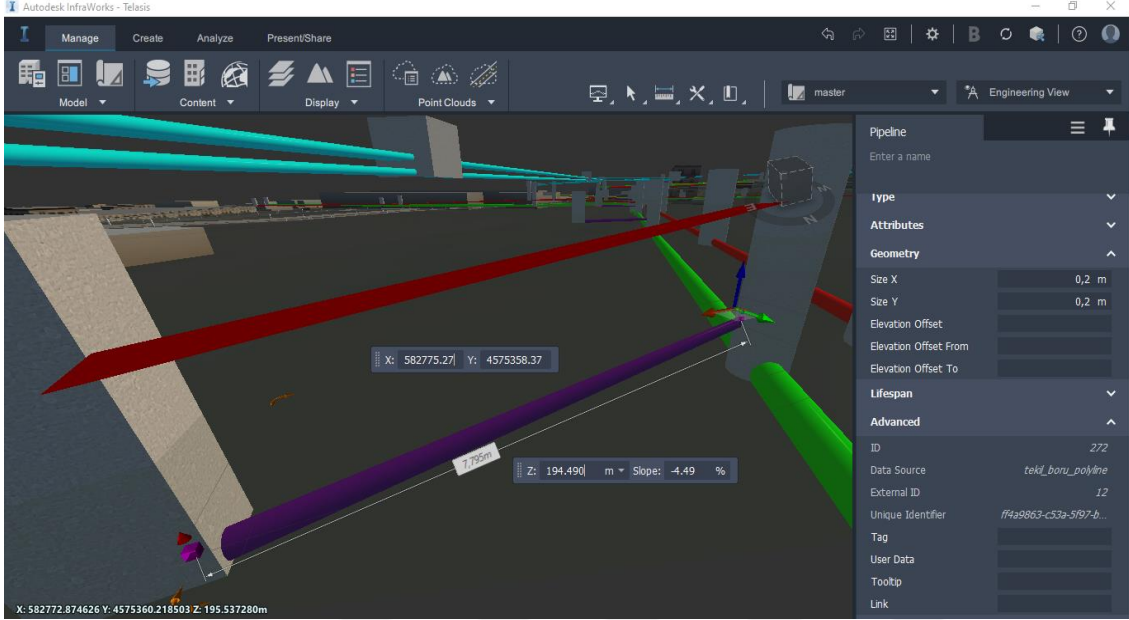 Autodesk InfraWorks - Telasis
Manage Create Analyze Present/Share
Model Content Display Point Clouds
master Engineering View
Pipeline
Enter a name
Type
Attributes
Geometry
Size X 0,2 m
Size Y 0,2 m
Elevation Offset
Elevation Offset From
Elevation Offset To
Lifespan
Advanced
ID 272
Data Source tekil_boru_polyline
External ID 12
Unique Identifier ff4a9863-c53a-5f97-b...
Tag
User Data
Tooltip
Link
E
N
X: 582775.27 Y: 4575358.37
7,795m
Z: 194.490 m Slope: -4.49 %
X: 582772.874626 Y: 4575360.218503 Z: 195.537280m